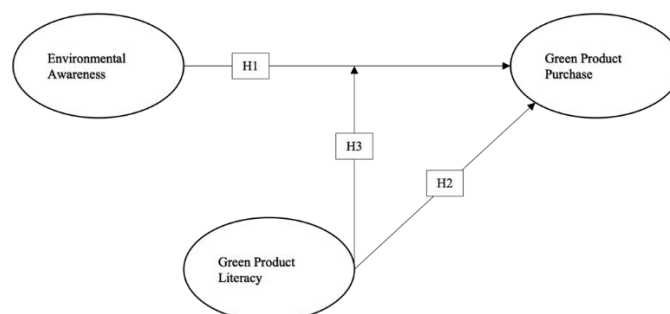 Environmental
Awareness
H1
Green Product
Purchase
H3
H2
Green Product
Literacy